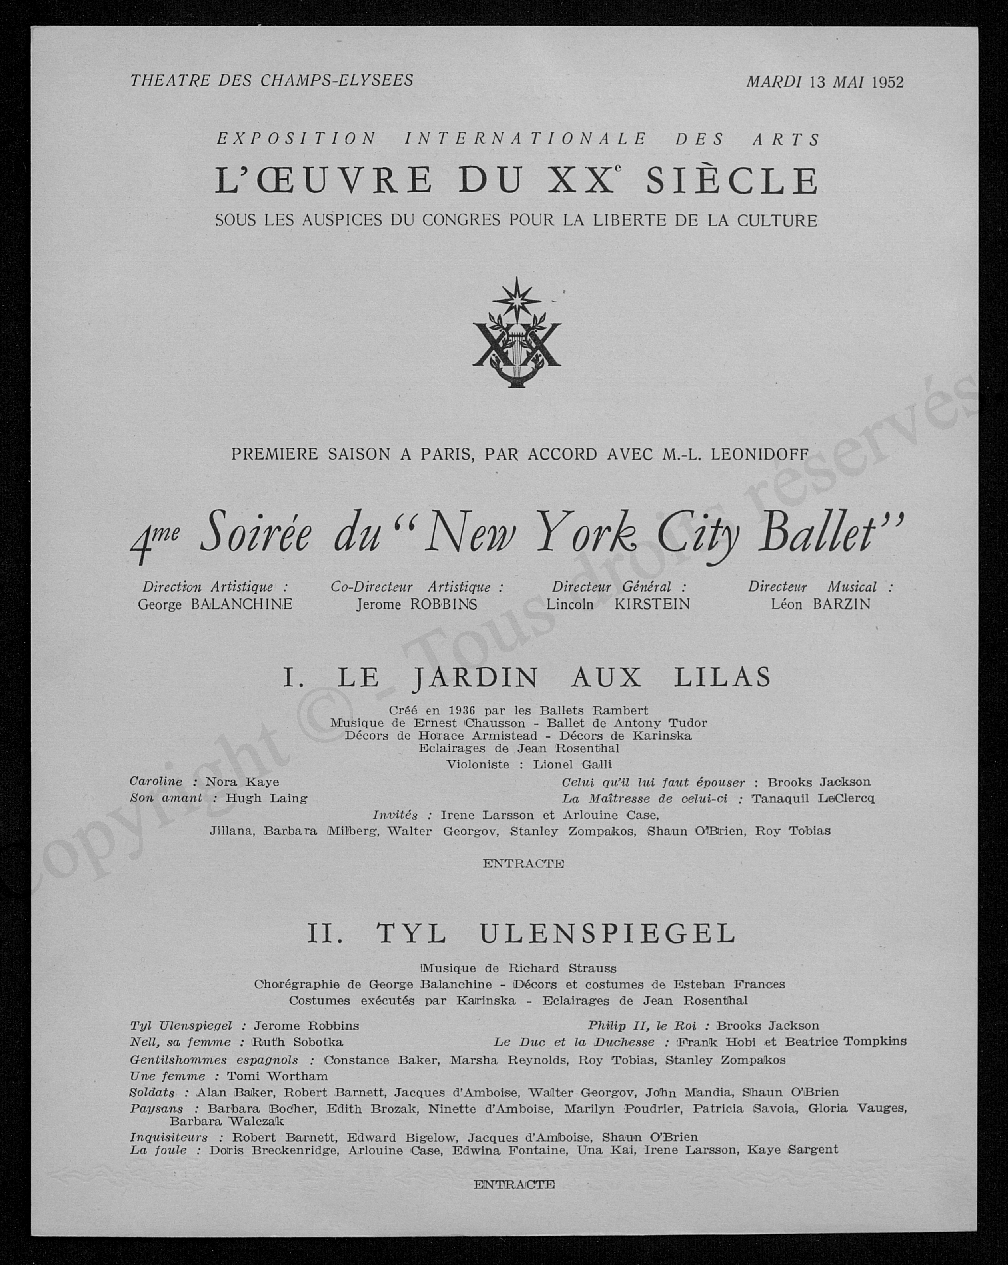 THEATRE DES CHAMPS-ELYSEES MARDI 13 MAI 1952
EXPOSITION INTERNATIONALE DES ARTS
L'ŒUVRE DU XXe SIÈCLE
SOUS LES AUSPICES DU CONGRES POUR LA LIBERTE DE LA CULTURE
XX
PREMIERE SAISON A PARIS, PAR ACCORD AVEC M.-L. LEONIDOFF
4me Soirée du "New York City Ballet"
Direction Artistique : Co-Directeur Artistique : Directeur Général : Directeur Musical :
George BALANCHINE Jerome ROBBINS Lincoln KIRSTEIN Léon BARZIN
I. LE JARDIN AUX LILAS
Créé en 1936 par les Ballets Rambert
Musique de Ernest Chausson - Ballet de Antony Tudor
Décors de Horace Armistead - Décors de Karinska
Eclairages de Jean Rosenthal
Violoniste : Lionel Galli
Caroline : Nora Kaye Celui qu'il lui faut épouser : Brooks Jackson
Son amant : Hugh Laing La Maîtresse de celui-ci : Tanaquil LeClercq
Invités : Irene Larsson et Arlouine Case,
Jillana, Barbara Milberg, Walter Georgov, Stanley Zompakos, Shaun O'Brien, Roy Tobias
ENTRACTE
II. TYL ULENSPIEGEL
Musique de Richard Strauss
Chorégraphie de George Balanchine - Décors et costumes de Esteban Frances
Costumes exécutés par Karinska - Eclairages de Jean Rosenthal
Tyl Ulenspiegel : Jerome Robbins Philip II, le Roi : Brooks Jackson
Nell, sa femme : Ruth Sobotka Le Duc et la Duchesse : Frank Hobi et Beatrice Tompkins
Gentilshommes espagnols : Constance Baker, Marsha Reynolds, Roy Tobias, Stanley Zompakos
Une femme : Tomi Wortham
Soldats : Alan Baker, Robert Barnett, Jacques d'Amboise, Walter Georgov, John Mandia, Shaun O'Brien
Paysans : Barbara Bocher, Edith Brozak, Ninette d'Amboise, Marilyn Poudrier, Patricia Savoia, Gloria Vauges,
Barbara Walczak
Inquisiteurs : Robert Barnett, Edward Bigelow, Jacques d'Amboise, Shaun O'Brien
La foule : Doris Breckenridge, Arlouine Case, Edwina Fontaine, Una Kai, Irene Larsson, Kaye Sargent
ENTRACTE
Copyright © - Tous droits réservés